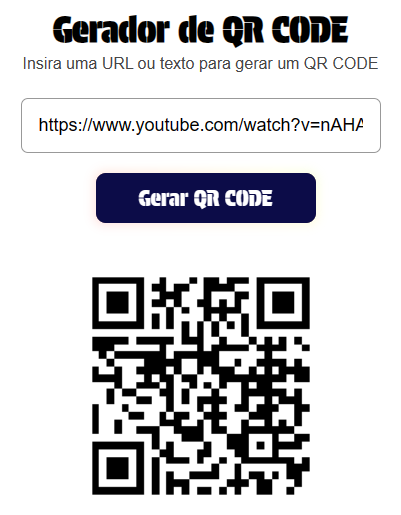 Gerador de QR CODE
Insira uma URL ou texto para gerar um QR CODE
https://www.youtube.com/watch?v=nAHA
Gerar QR CODE